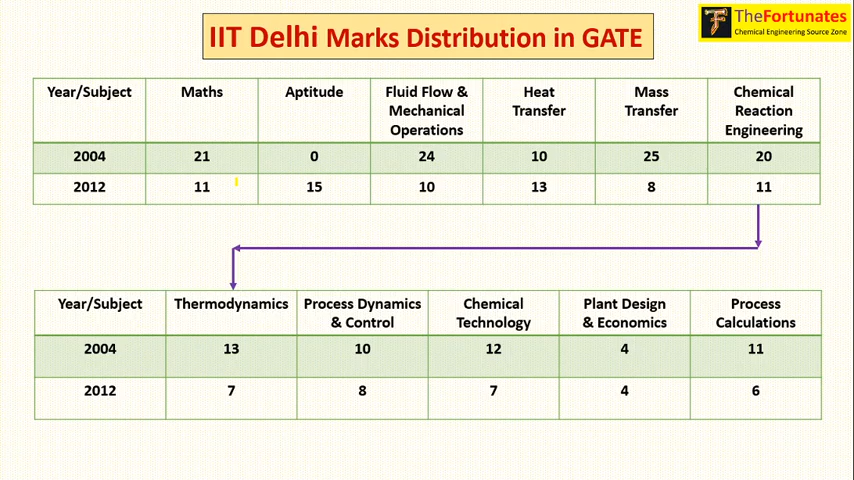 IIT Delhi Marks Distribution in GATE
TheFortunates
Chemical Engineering Source Zone
Year/Subject Maths Aptitude Fluid Flow & Mechanical Operations Heat Transfer Mass Transfer Chemical Reaction Engineering
2004 21 0 24 10 25 20
2012 11 15 10 13 8 11
Year/Subject Thermodynamics Process Dynamics & Control Chemical Technology Plant Design & Economics Process Calculations
2004 13 10 12 4 11
2012 7 8 7 4 6